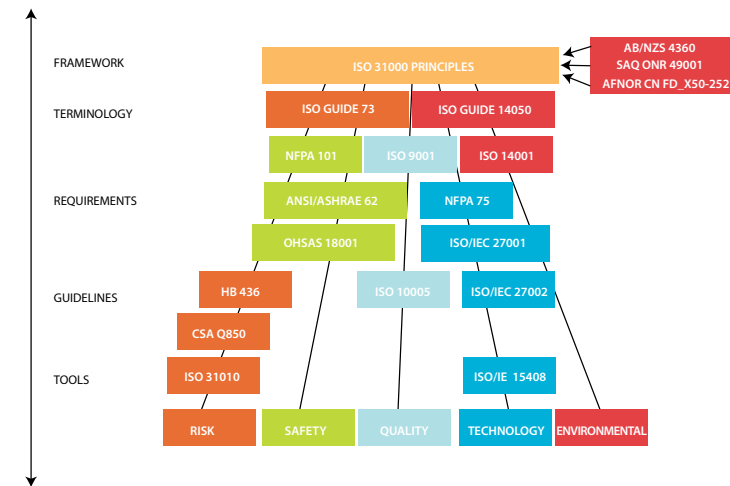 FRAMEWORK
ISO 31000 PRINCIPLES
AB/NZS 4360
SAQ ONR 49001
AFNOR CN FD_X50-252
TERMINOLOGY
ISO GUIDE 73
ISO GUIDE 14050
NFPA 101
ISO 9001
ISO 14001
REQUIREMENTS
ANSI/ASHRAE 62
NFPA 75
OHSAS 18001
ISO/IEC 27001
GUIDELINES
HB 436
ISO 10005
ISO/IEC 27002
CSA Q850
TOOLS
ISO 31010
ISO/IE 15408
RISK
SAFETY
QUALITY
TECHNOLOGY
ENVIRONMENTAL